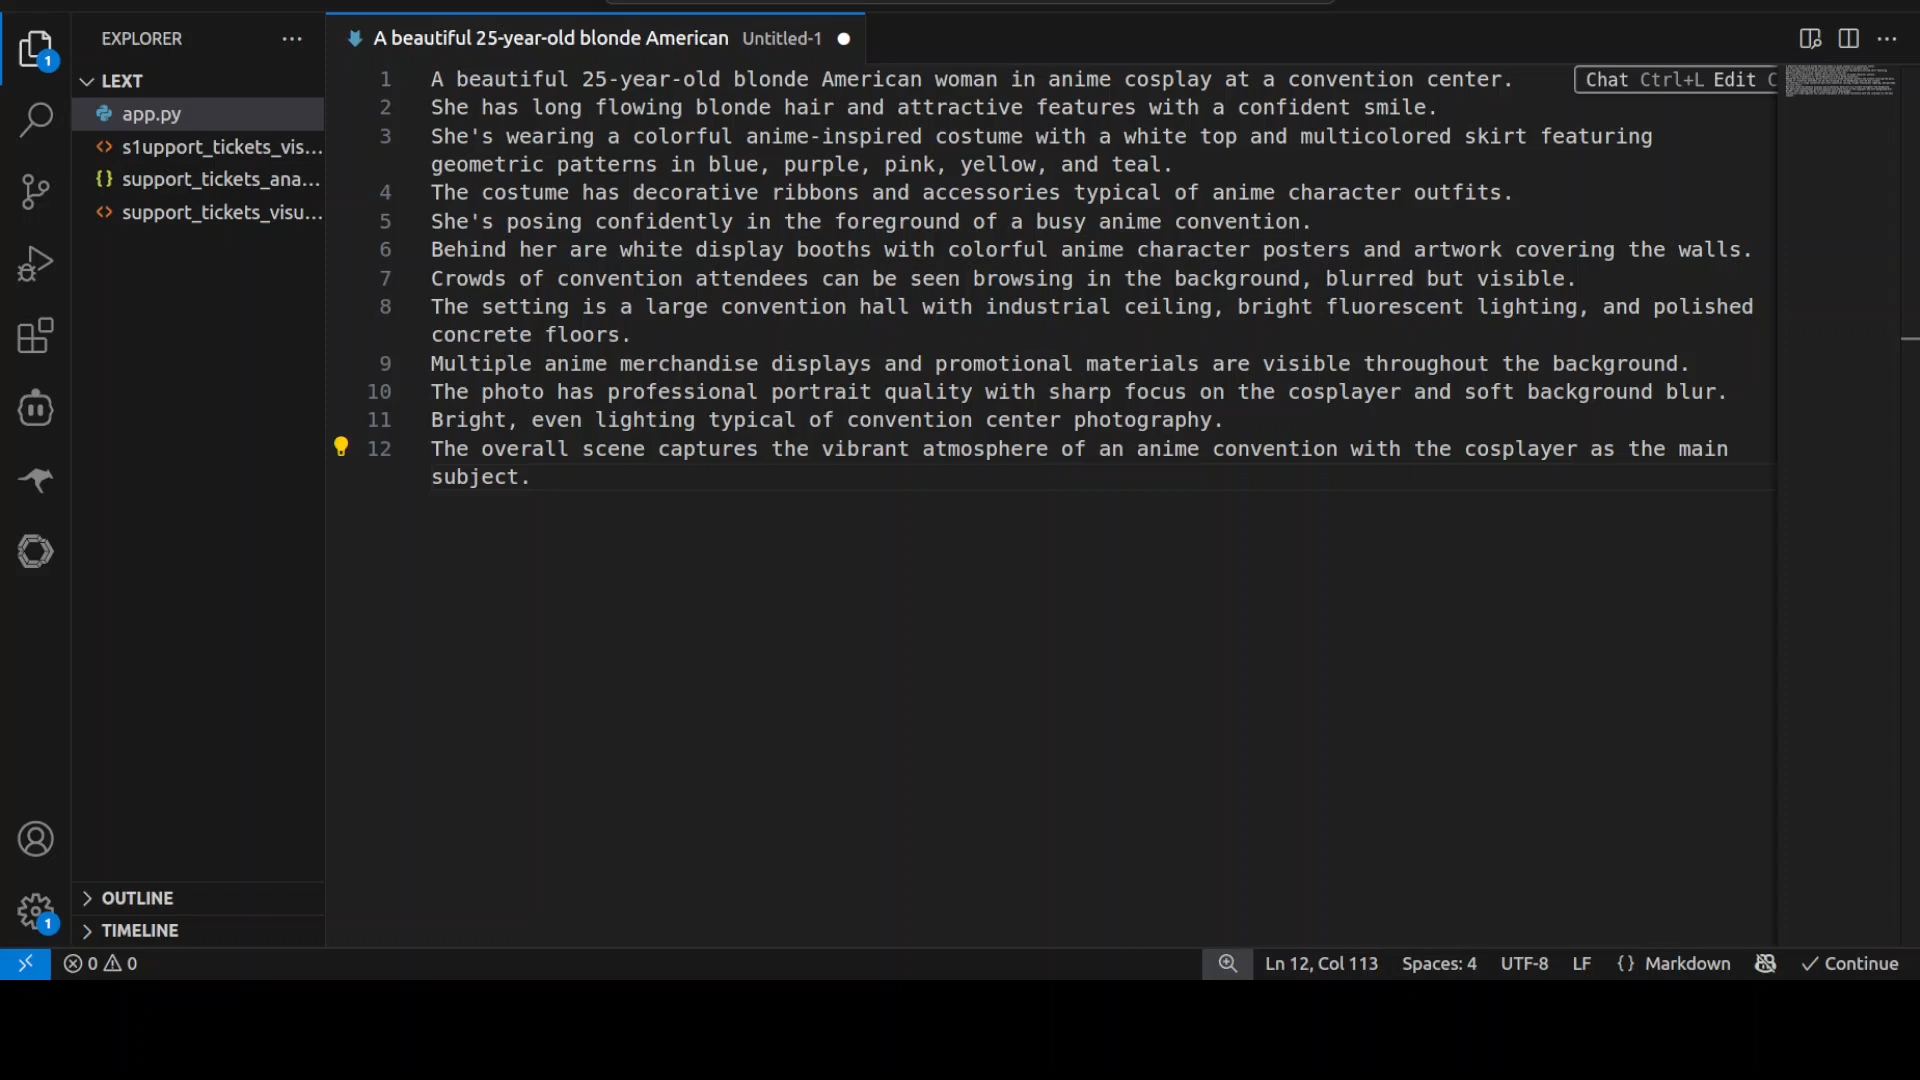 EXPLORER
LEXT
app.py
s1upport_tickets_vis...
support_tickets_ana...
support_tickets_visu...
OUTLINE
TIMELINE
1
1
A beautiful 25-year-old blonde American Untitled-1
Chat Ctrl+L Edit C
1 A beautiful 25-year-old blonde American woman in anime cosplay at a convention center.
2 She has long flowing blonde hair and attractive features with a confident smile.
3 She's wearing a colorful anime-inspired costume with a white top and multicolored skirt featuring
geometric patterns in blue, purple, pink, yellow, and teal.
4 The costume has decorative ribbons and accessories typical of anime character outfits.
5 She's posing confidently in the foreground of a busy anime convention.
6 Behind her are white display booths with colorful anime character posters and artwork covering the walls.
7 Crowds of convention attendees can be seen browsing in the background, blurred but visible.
8 The setting is a large convention hall with industrial ceiling, bright fluorescent lighting, and polished
concrete floors.
9 Multiple anime merchandise displays and promotional materials are visible throughout the background.
10 The photo has professional portrait quality with sharp focus on the cosplayer and soft background blur.
11 Bright, even lighting typical of convention center photography.
12 The overall scene captures the vibrant atmosphere of an anime convention with the cosplayer as the main
subject.
0 0
Ln 12, Col 113 Spaces: 4 UTF-8 LF {} Markdown Continue